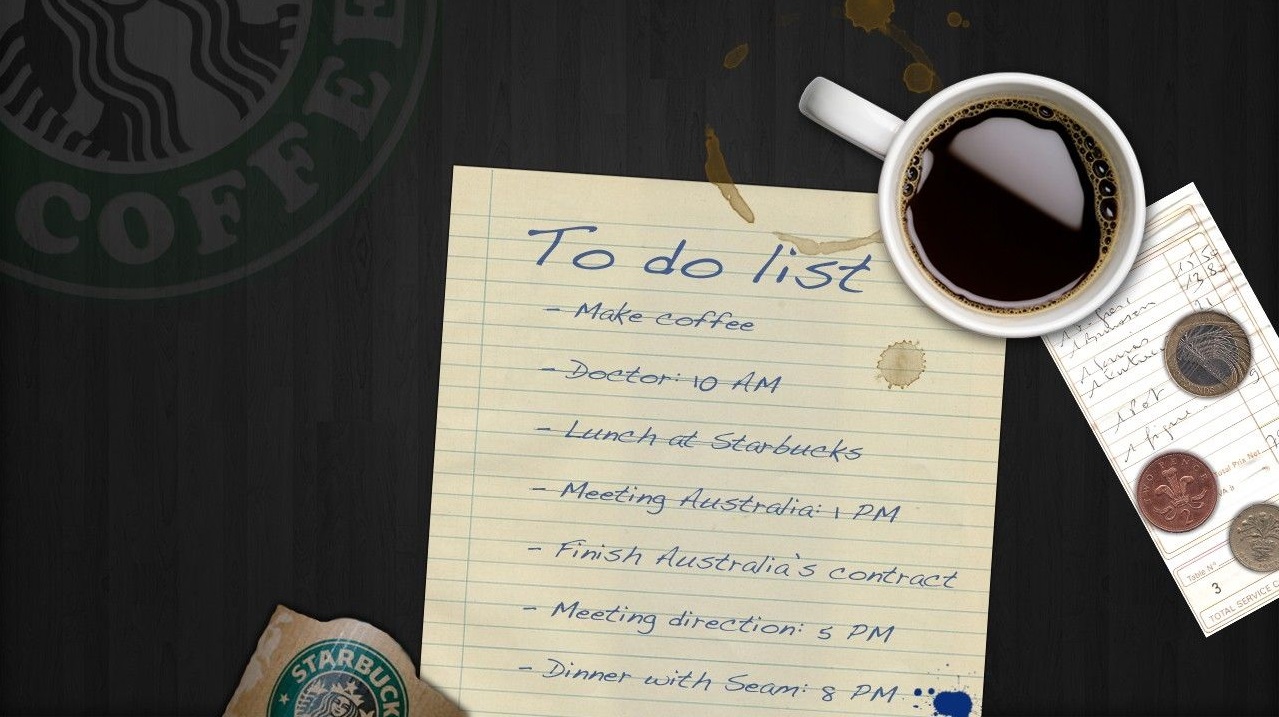 COFFEE
To do list
- Make coffee
- Doctor: 10 AM
- Lunch at Starbucks
- Meeting Australia: 1 PM
- Finish Australia`s contract
- Meeting direction: 5 PM
- Dinner with Seam: 8 PM
STARBUCK
Total Prix Net
Table N°
3
TOTAL SERVICE C